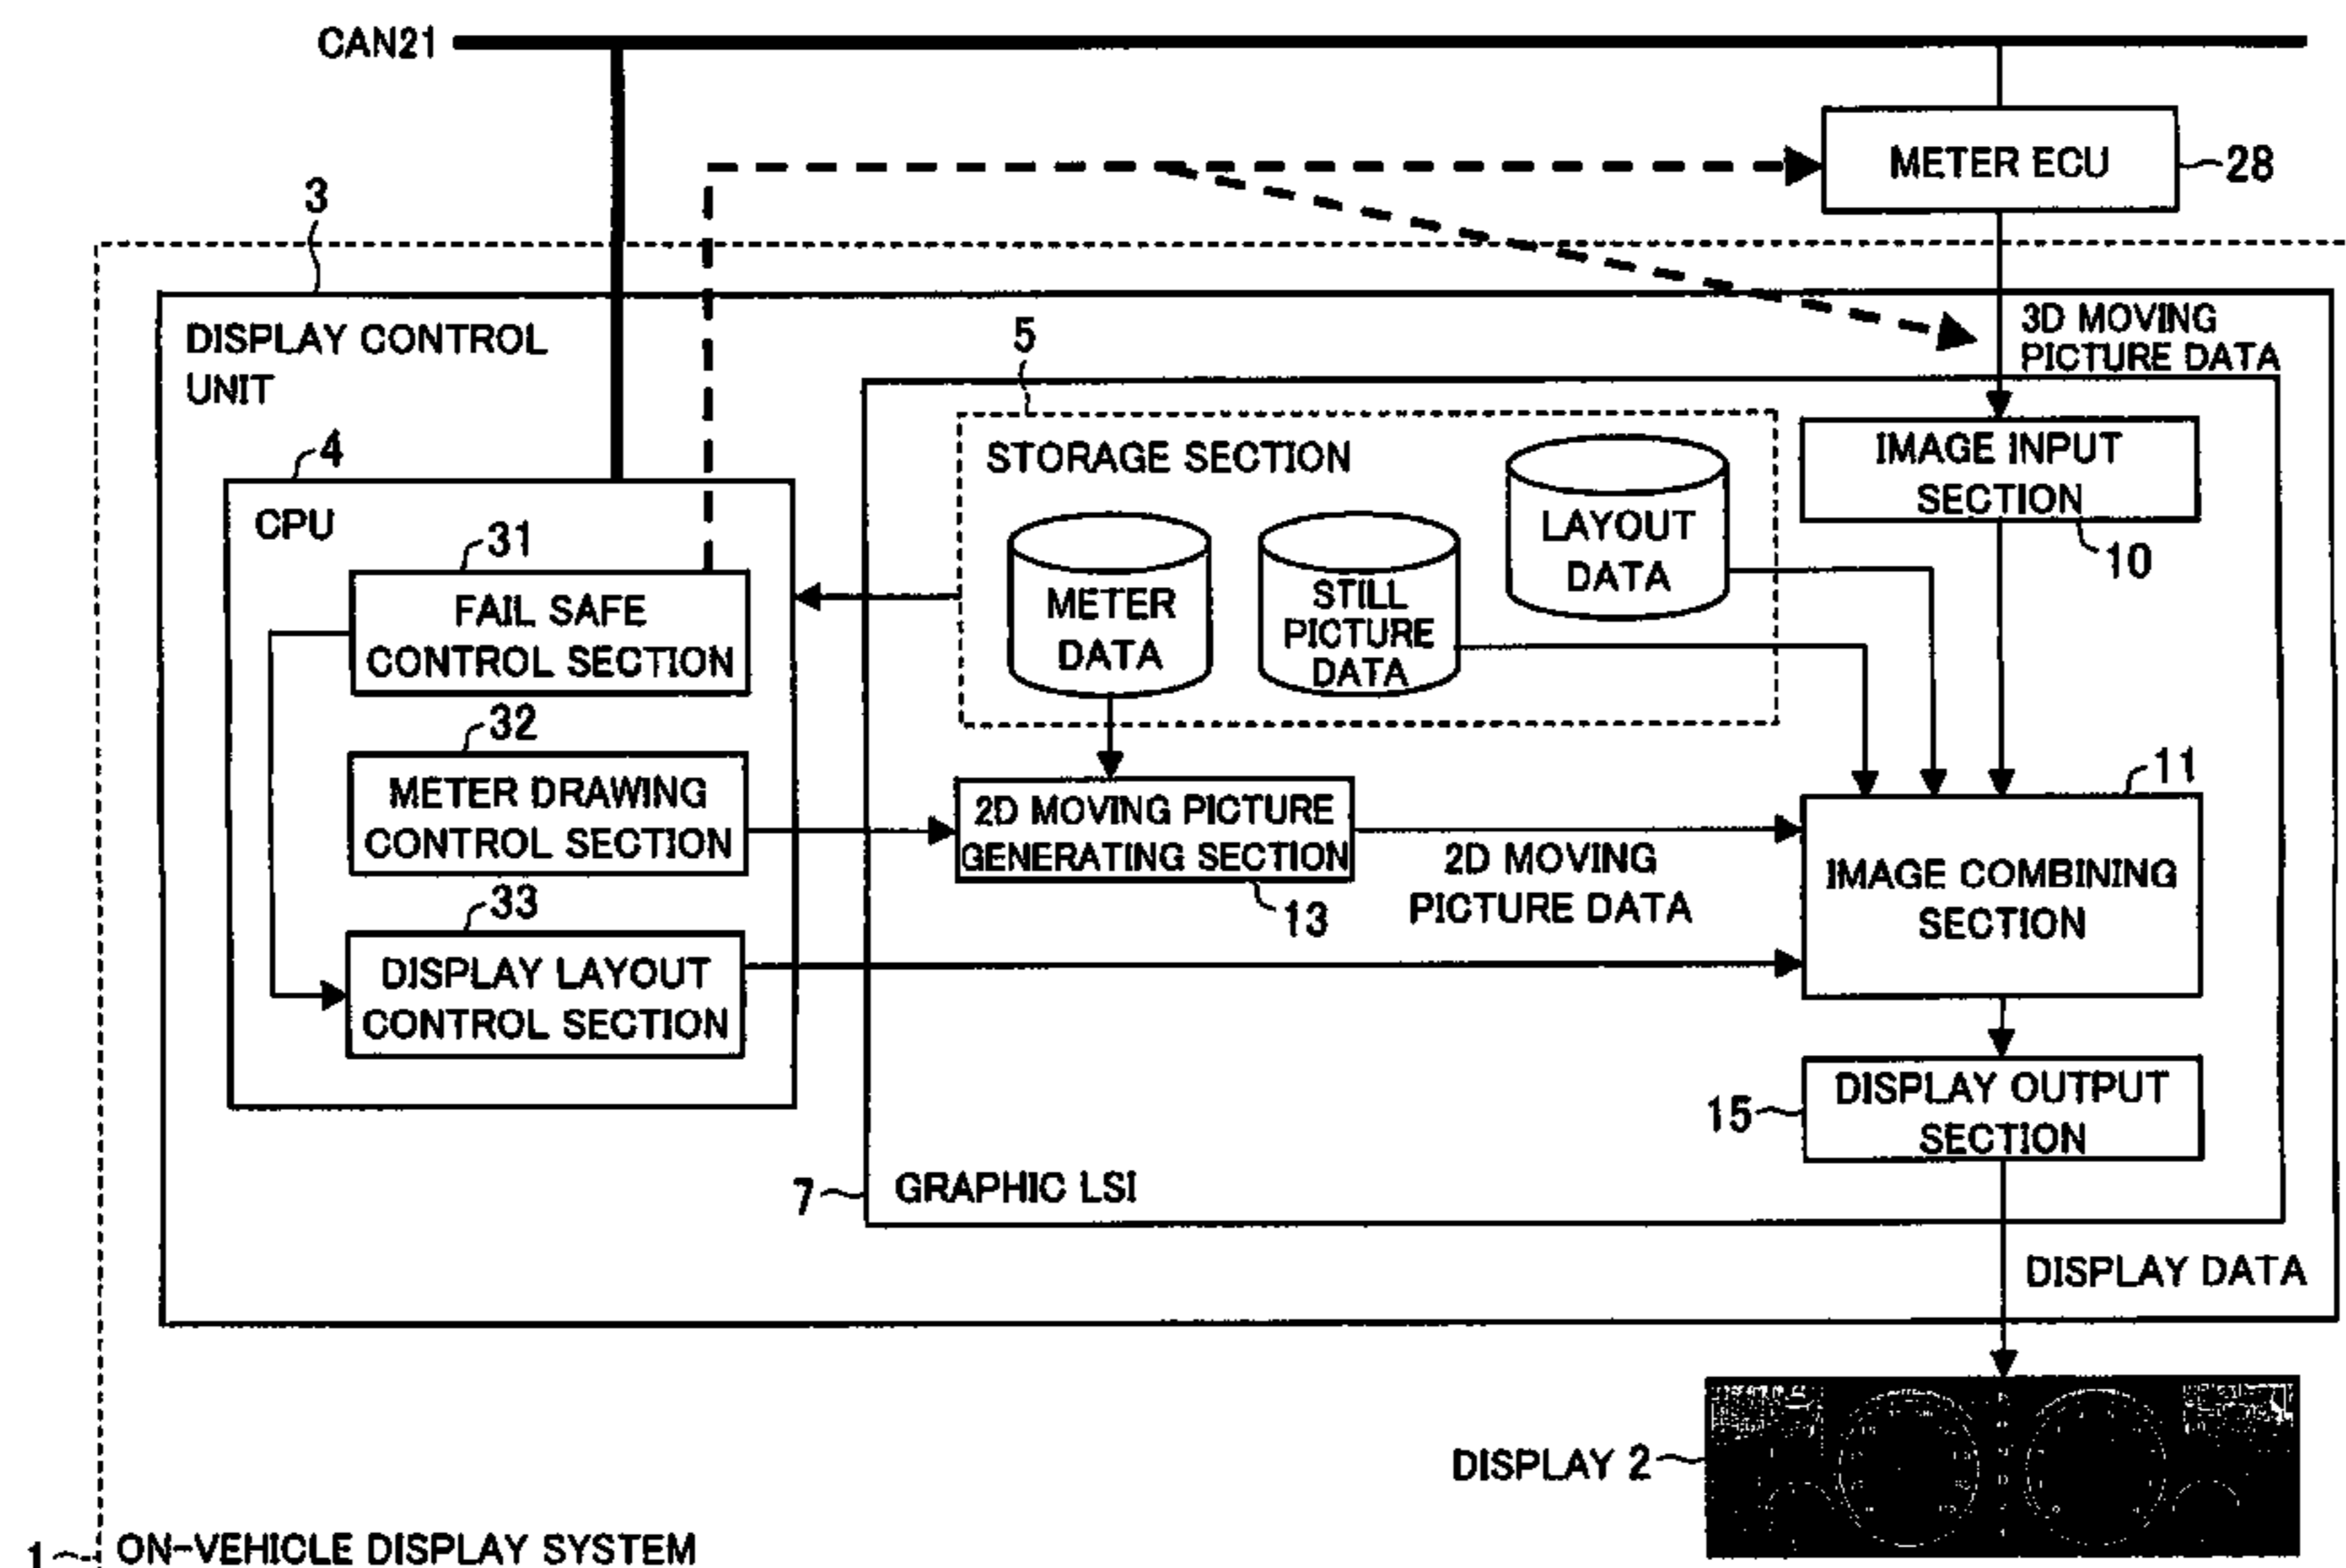 CAN21
METER ECU
28
3
DISPLAY CONTROL
UNIT
3D MOVING
PICTURE DATA
5
STORAGE SECTION
IMAGE INPUT
SECTION
10
4
CPU
31
FAIL SAFE
CONTROL SECTION
METER
DATA
STILL
PICTURE
DATA
LAYOUT
DATA
32
METER DRAWING
CONTROL SECTION
2D MOVING PICTURE
GENERATING SECTION
13
2D MOVING
PICTURE DATA
11
IMAGE COMBINING
SECTION
33
DISPLAY LAYOUT
CONTROL SECTION
15
DISPLAY OUTPUT
SECTION
7
GRAPHIC LSI
DISPLAY DATA
DISPLAY 2
1
ON-VEHICLE DISPLAY SYSTEM